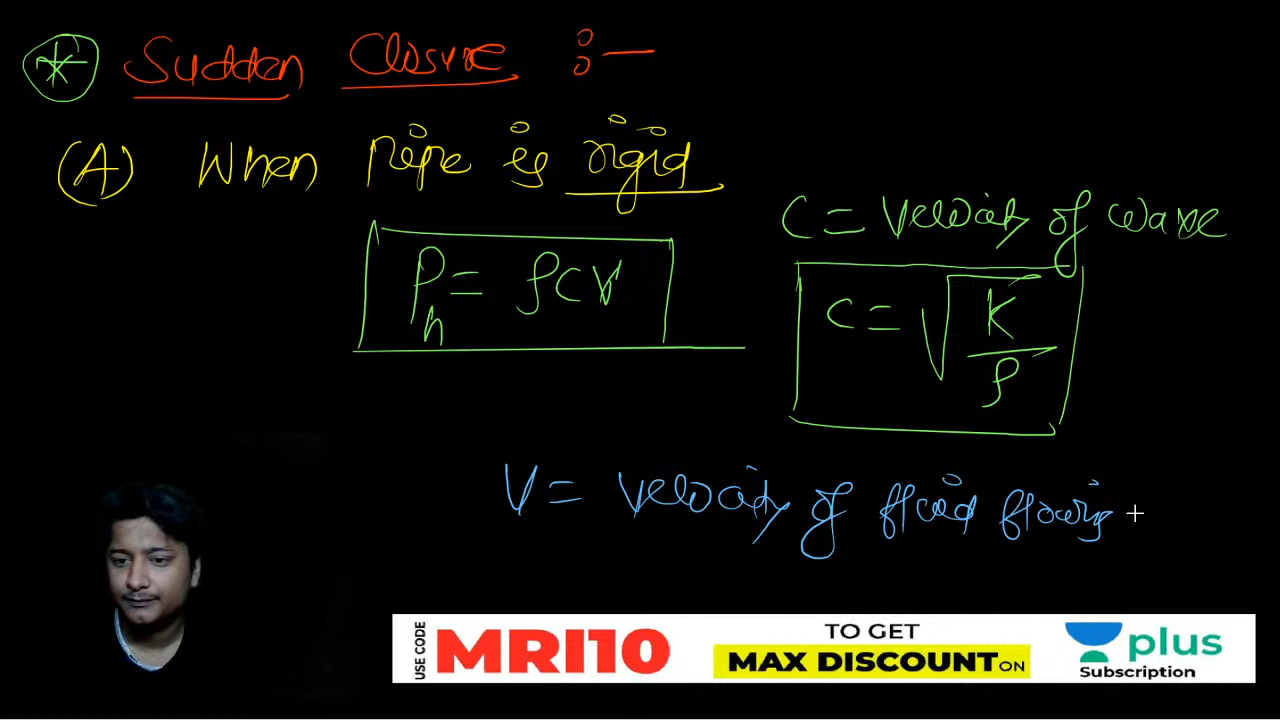 * Sudden Closure :-
(A) When pipe is rigid
C = Velocity of wave
Ph = ρCV
C = √(K/ρ)
V = Velocity of fluid flowing
USE CODE MRI10 TO GET MAX DISCOUNT ON plus Subscription